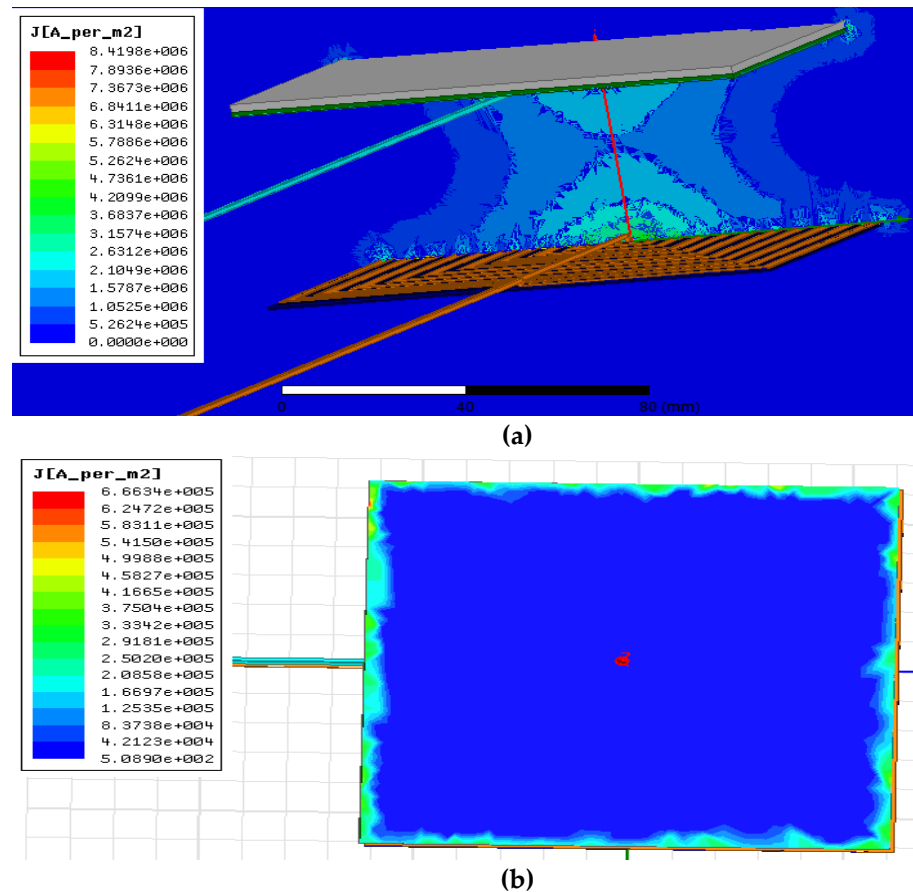 J[A_per_m2]
8.4198e+006
7.8936e+006
7.3673e+006
6.8411e+006
6.3148e+006
5.7886e+006
5.2624e+006
4.7361e+006
4.2099e+006
3.6837e+006
3.1574e+006
2.6312e+006
2.1049e+006
1.5787e+006
1.0525e+006
5.2624e+005
0.0000e+000
0
40
80 (mm)
(a)
J[A_per_m2]
6.6634e+005
6.2472e+005
5.8311e+005
5.4150e+005
4.9988e+005
4.5827e+005
4.1665e+005
3.7504e+005
3.3342e+005
2.9181e+005
2.5020e+005
2.0858e+005
1.6697e+005
1.2535e+005
8.3738e+004
4.2123e+004
5.0890e+002
(b)